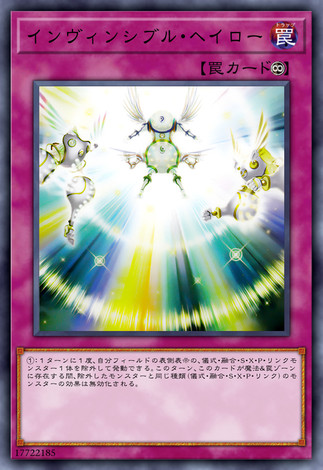 インヴィンシブル・ヘイロー
トラップ
罠
【罠カード】
①:1ターンに1度、自分フィールドの表側表示の、儀式・融合・S・X・P・リンクモ
ンスター1体を除外して発動できる。このターン、このカードが魔法&罠ゾーン
に存在する間、除外したモンスターと同じ種類(儀式・融合・S・X・P・リンク)のモ
ンスターの効果は無効化される。
17722185